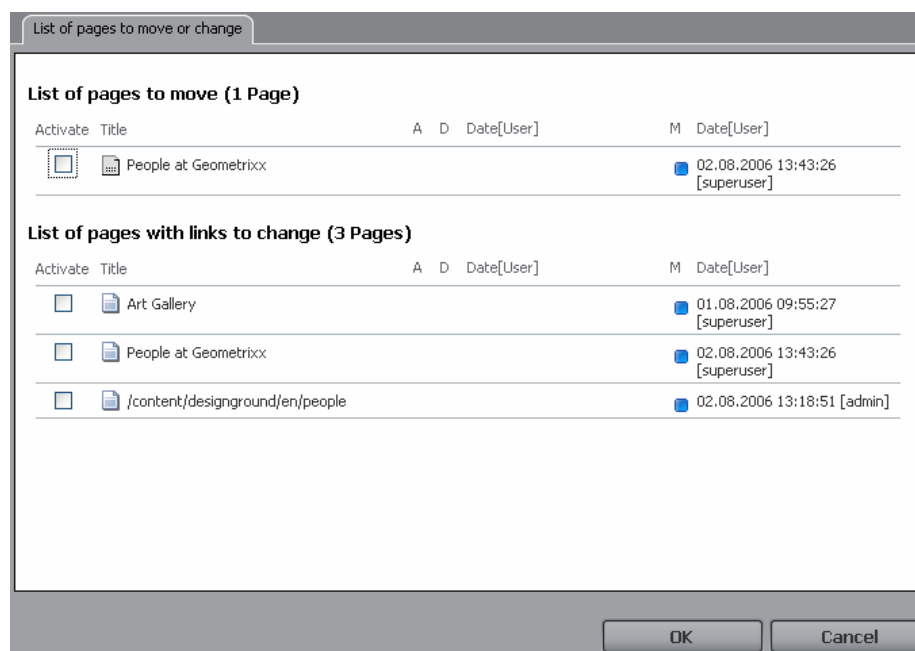 List of pages to move or change
List of pages to move (1 Page)
Activate Title A D Date[User] M Date[User]
People at Geometrixx 02.08.2006 13:43:26
[superuser]
List of pages with links to change (3 Pages)
Activate Title A D Date[User] M Date[User]
Art Gallery 01.08.2006 09:55:27
[superuser]
People at Geometrixx 02.08.2006 13:43:26
[superuser]
/content/designground/en/people 02.08.2006 13:18:51 [admin]
OK Cancel